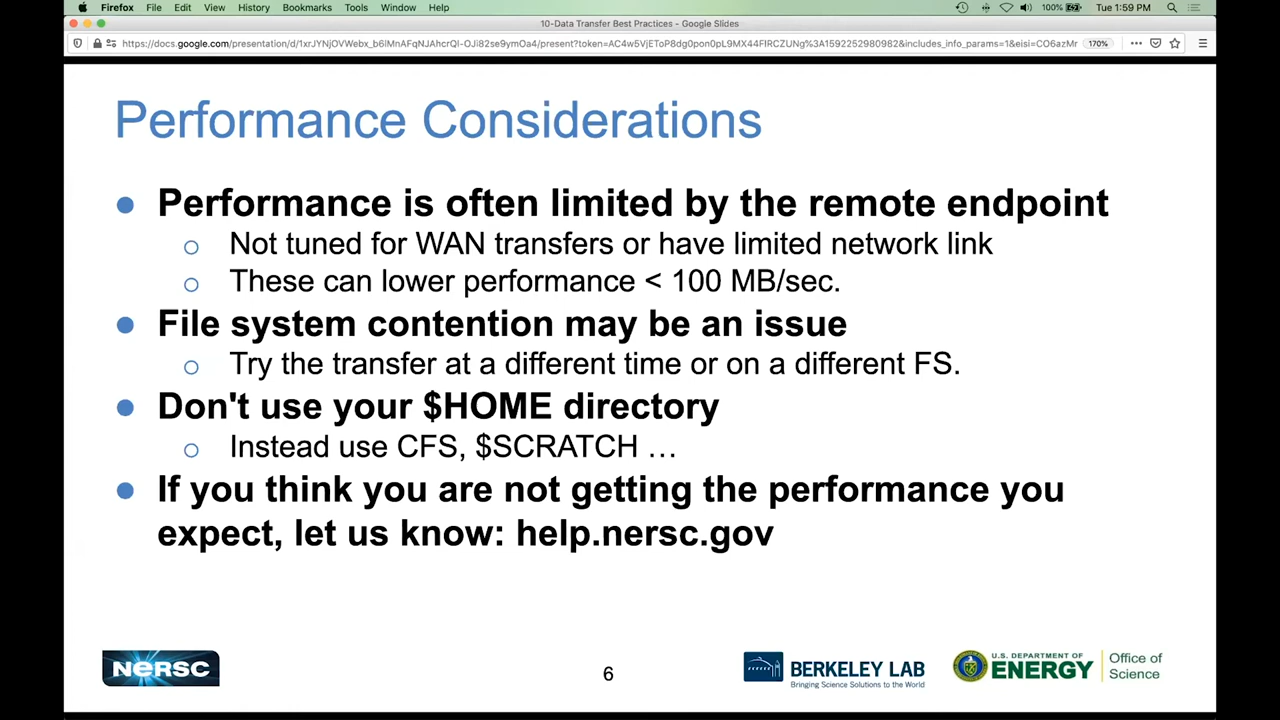 Firefox File Edit View History Bookmarks Tools Window Help 100% Tue 1:59 PM
10-Data Transfer Best Practices - Google Slides
170%
Performance Considerations
● Performance is often limited by the remote endpoint
○ Not tuned for WAN transfers or have limited network link
○ These can lower performance < 100 MB/sec.
● File system contention may be an issue
○ Try the transfer at a different time or on a different FS.
● Don't use your $HOME directory
○ Instead use CFS, $SCRATCH …
● If you think you are not getting the performance you
expect, let us know: help.nersc.gov
NERSC
6
BERKELEY LAB
Bringing Science Solutions to the World
U.S. DEPARTMENT OF
ENERGY
Office of
Science